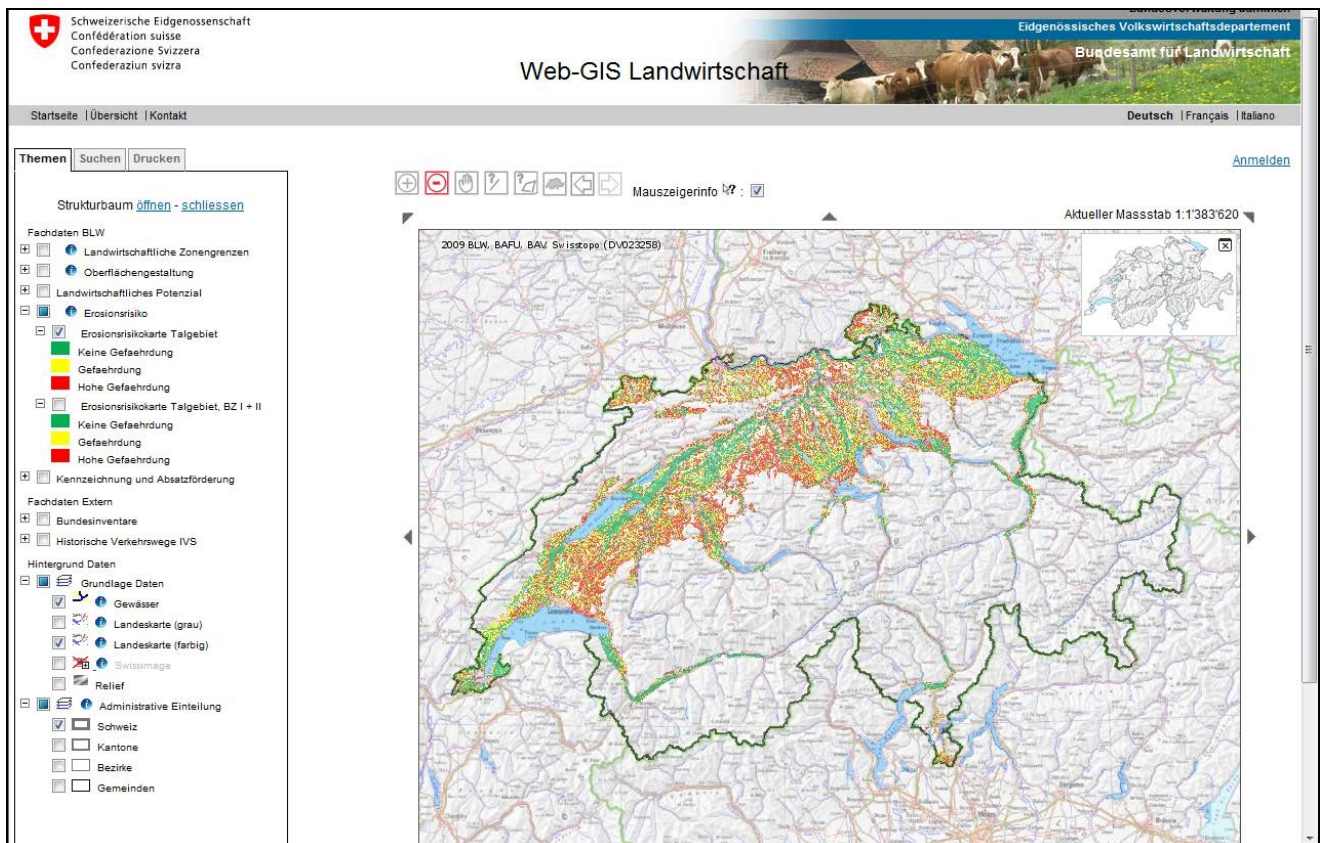 Schweizerische Eidgenossenschaft
Confédération suisse
Confederazione Svizzera
Confederaziun svizra
Eidgenössisches Volkswirtschaftsdepartement
Bundesamt für Landwirtschaft
Web-GIS Landwirtschaft
Startseite | Übersicht | Kontakt
Deutsch | Français | Italiano
Themen Suchen Drucken
Anmelden
Mauszeigerinfo ? :
Aktueller Massstab 1:1'383'620
Strukturbaum öffnen - schliessen
Fachdaten BLW
Landwirtschaftliche Zonengrenzen
Oberflächengestaltung
Landwirtschaftliches Potenzial
Erosionsrisiko
Erosionsrisikokarte Talgebiet
Keine Gefaehrdung
Gefaehrdung
Hohe Gefaehrdung
Erosionsrisikokarte Talgebiet, BZ I + II
Keine Gefaehrdung
Gefaehrdung
Hohe Gefaehrdung
Kennzeichnung und Absatzförderung
Fachdaten Extern
Bundesinventare
Historische Verkehrswege IVS
Hintergrund Daten
Grundlage Daten
Gewässer
Landeskarte (grau)
Landeskarte (farbig)
Swissimage
Relief
Administrative Einteilung
Schweiz
Kantone
Bezirke
Gemeinden
2009 BLW, BAFU, BAV, Swisstopo (DV023258)